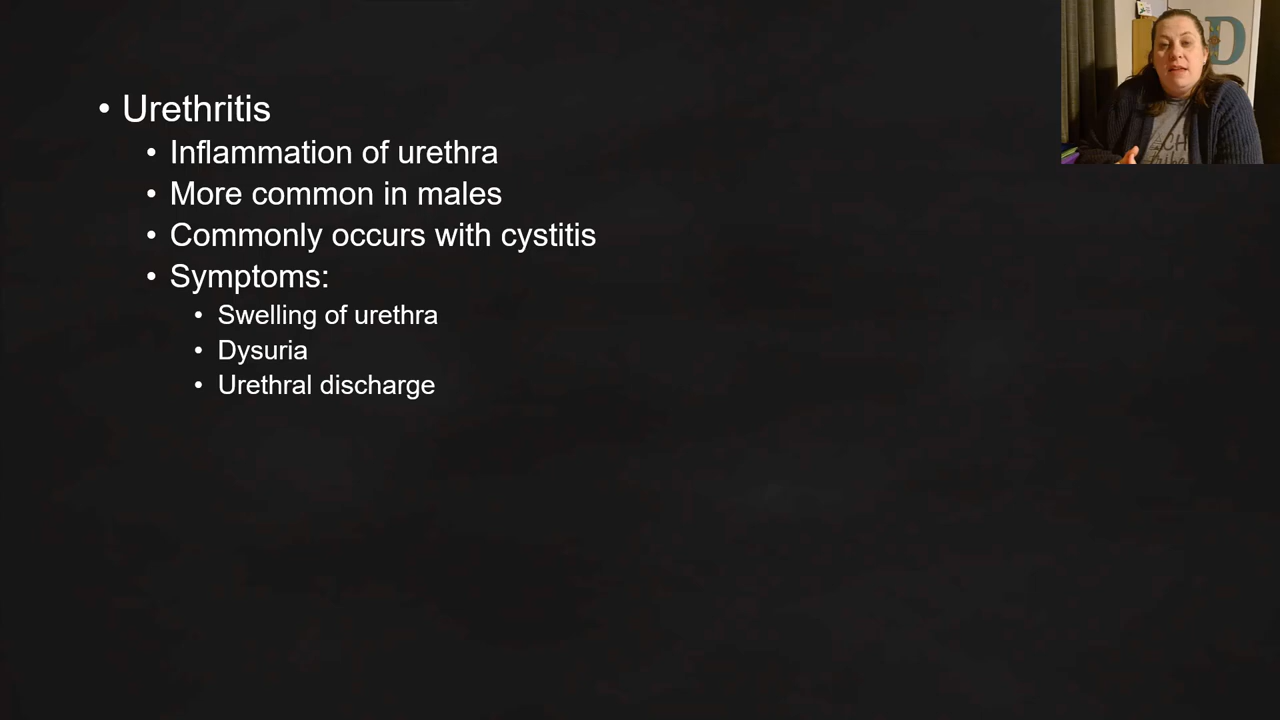 • Urethritis
• Inflammation of urethra
• More common in males
• Commonly occurs with cystitis
• Symptoms:
• Swelling of urethra
• Dysuria
• Urethral discharge
D